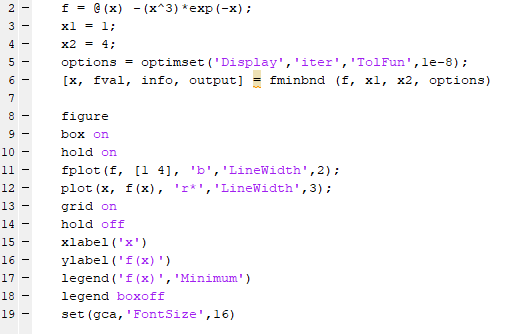 2 – f = @(x) -(x^3)*exp(-x);
3 – x1 = 1;
4 – x2 = 4;
5 – options = optimset('Display','iter','TolFun',1e-8);
6 – [x, fval, info, output] = fminbnd (f, x1, x2, options)
7
8 – figure
9 – box on
10 – hold on
11 – fplot(f, [1 4], 'b','LineWidth',2);
12 – plot(x, f(x), 'r*','LineWidth',3);
13 – grid on
14 – hold off
15 – xlabel('x')
16 – ylabel('f(x)')
17 – legend('f(x)','Minimum')
18 – legend boxoff
19 – set(gca,'FontSize',16)